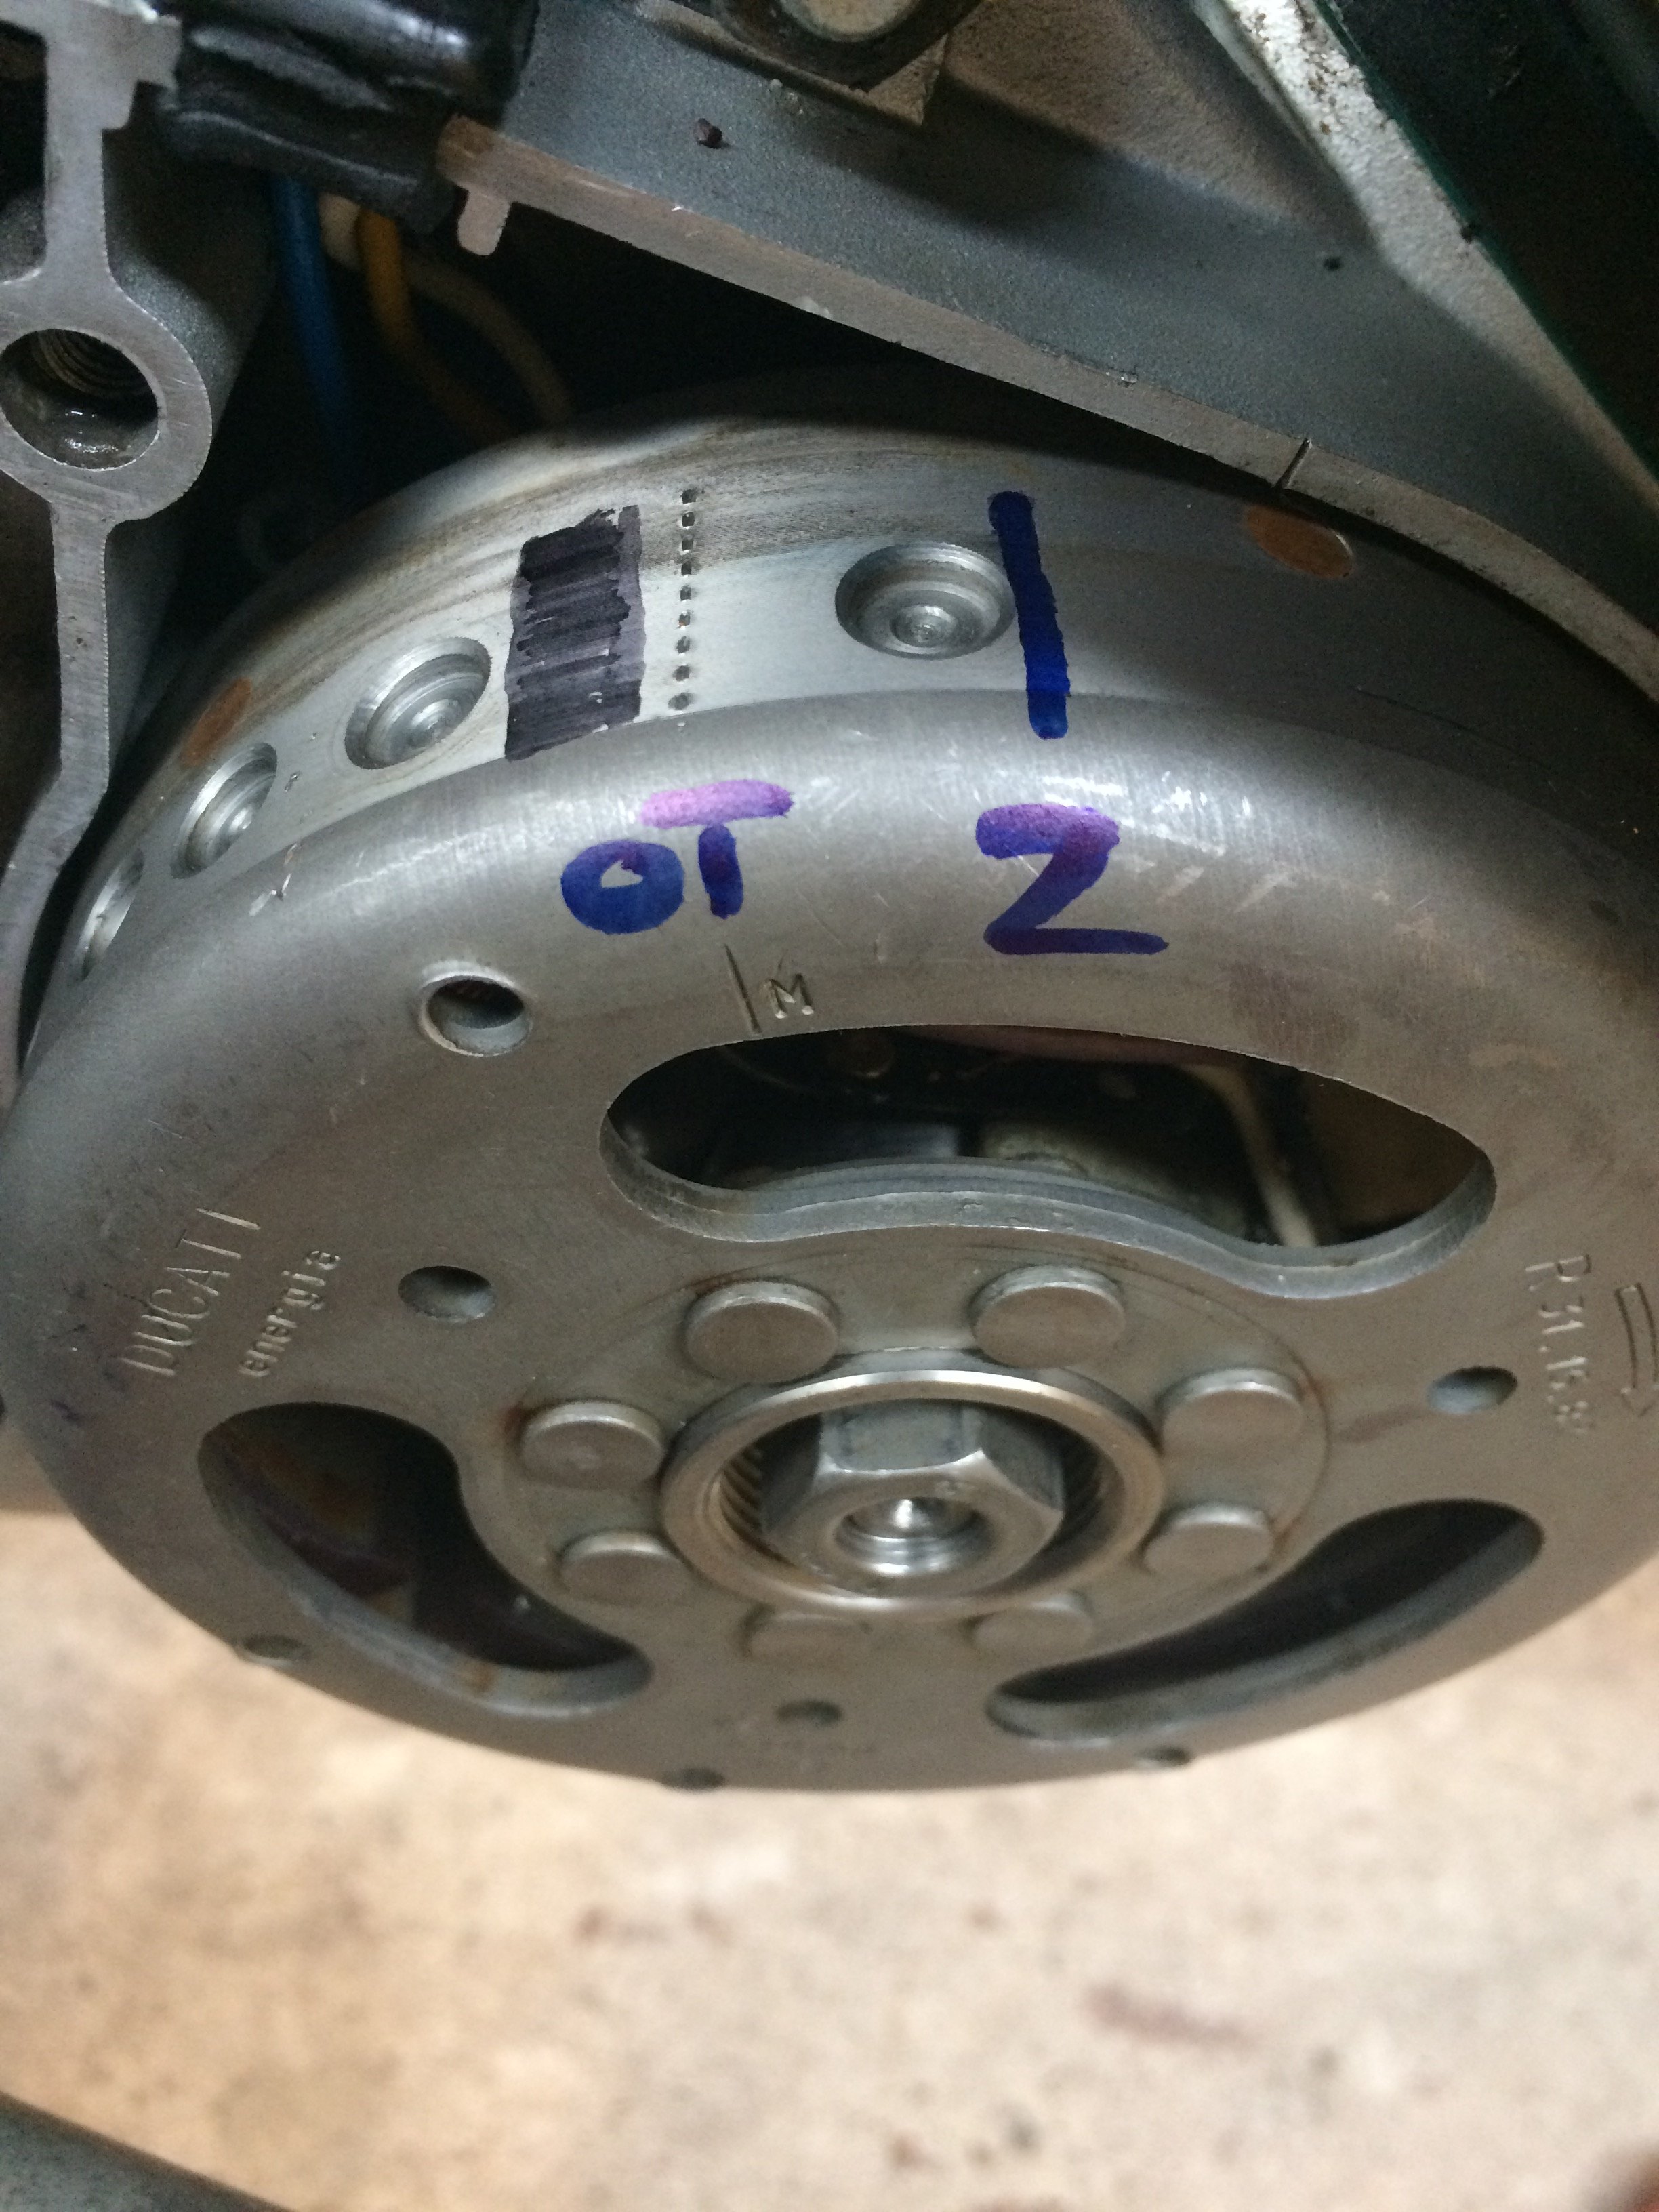 OT Z
M
DUCATI
energia